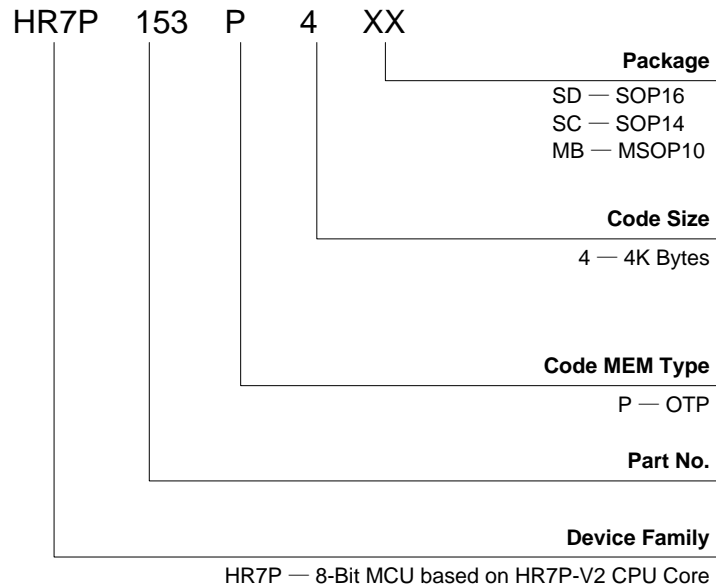 HR7P 153 P 4 XX
Package
SD — SOP16
SC — SOP14
MB — MSOP10
Code Size
4 — 4K Bytes
Code MEM Type
P — OTP
Part No.
Device Family
HR7P — 8-Bit MCU based on HR7P-V2 CPU Core